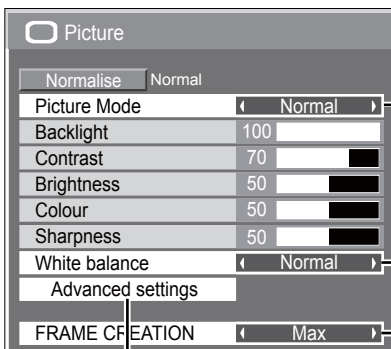 Picture
Normalise Normal
Picture Mode Normal
Backlight 100
Contrast 70
Brightness 50
Colour 50
Sharpness 50
White balance Normal
Advanced settings
FRAME CREATION Max